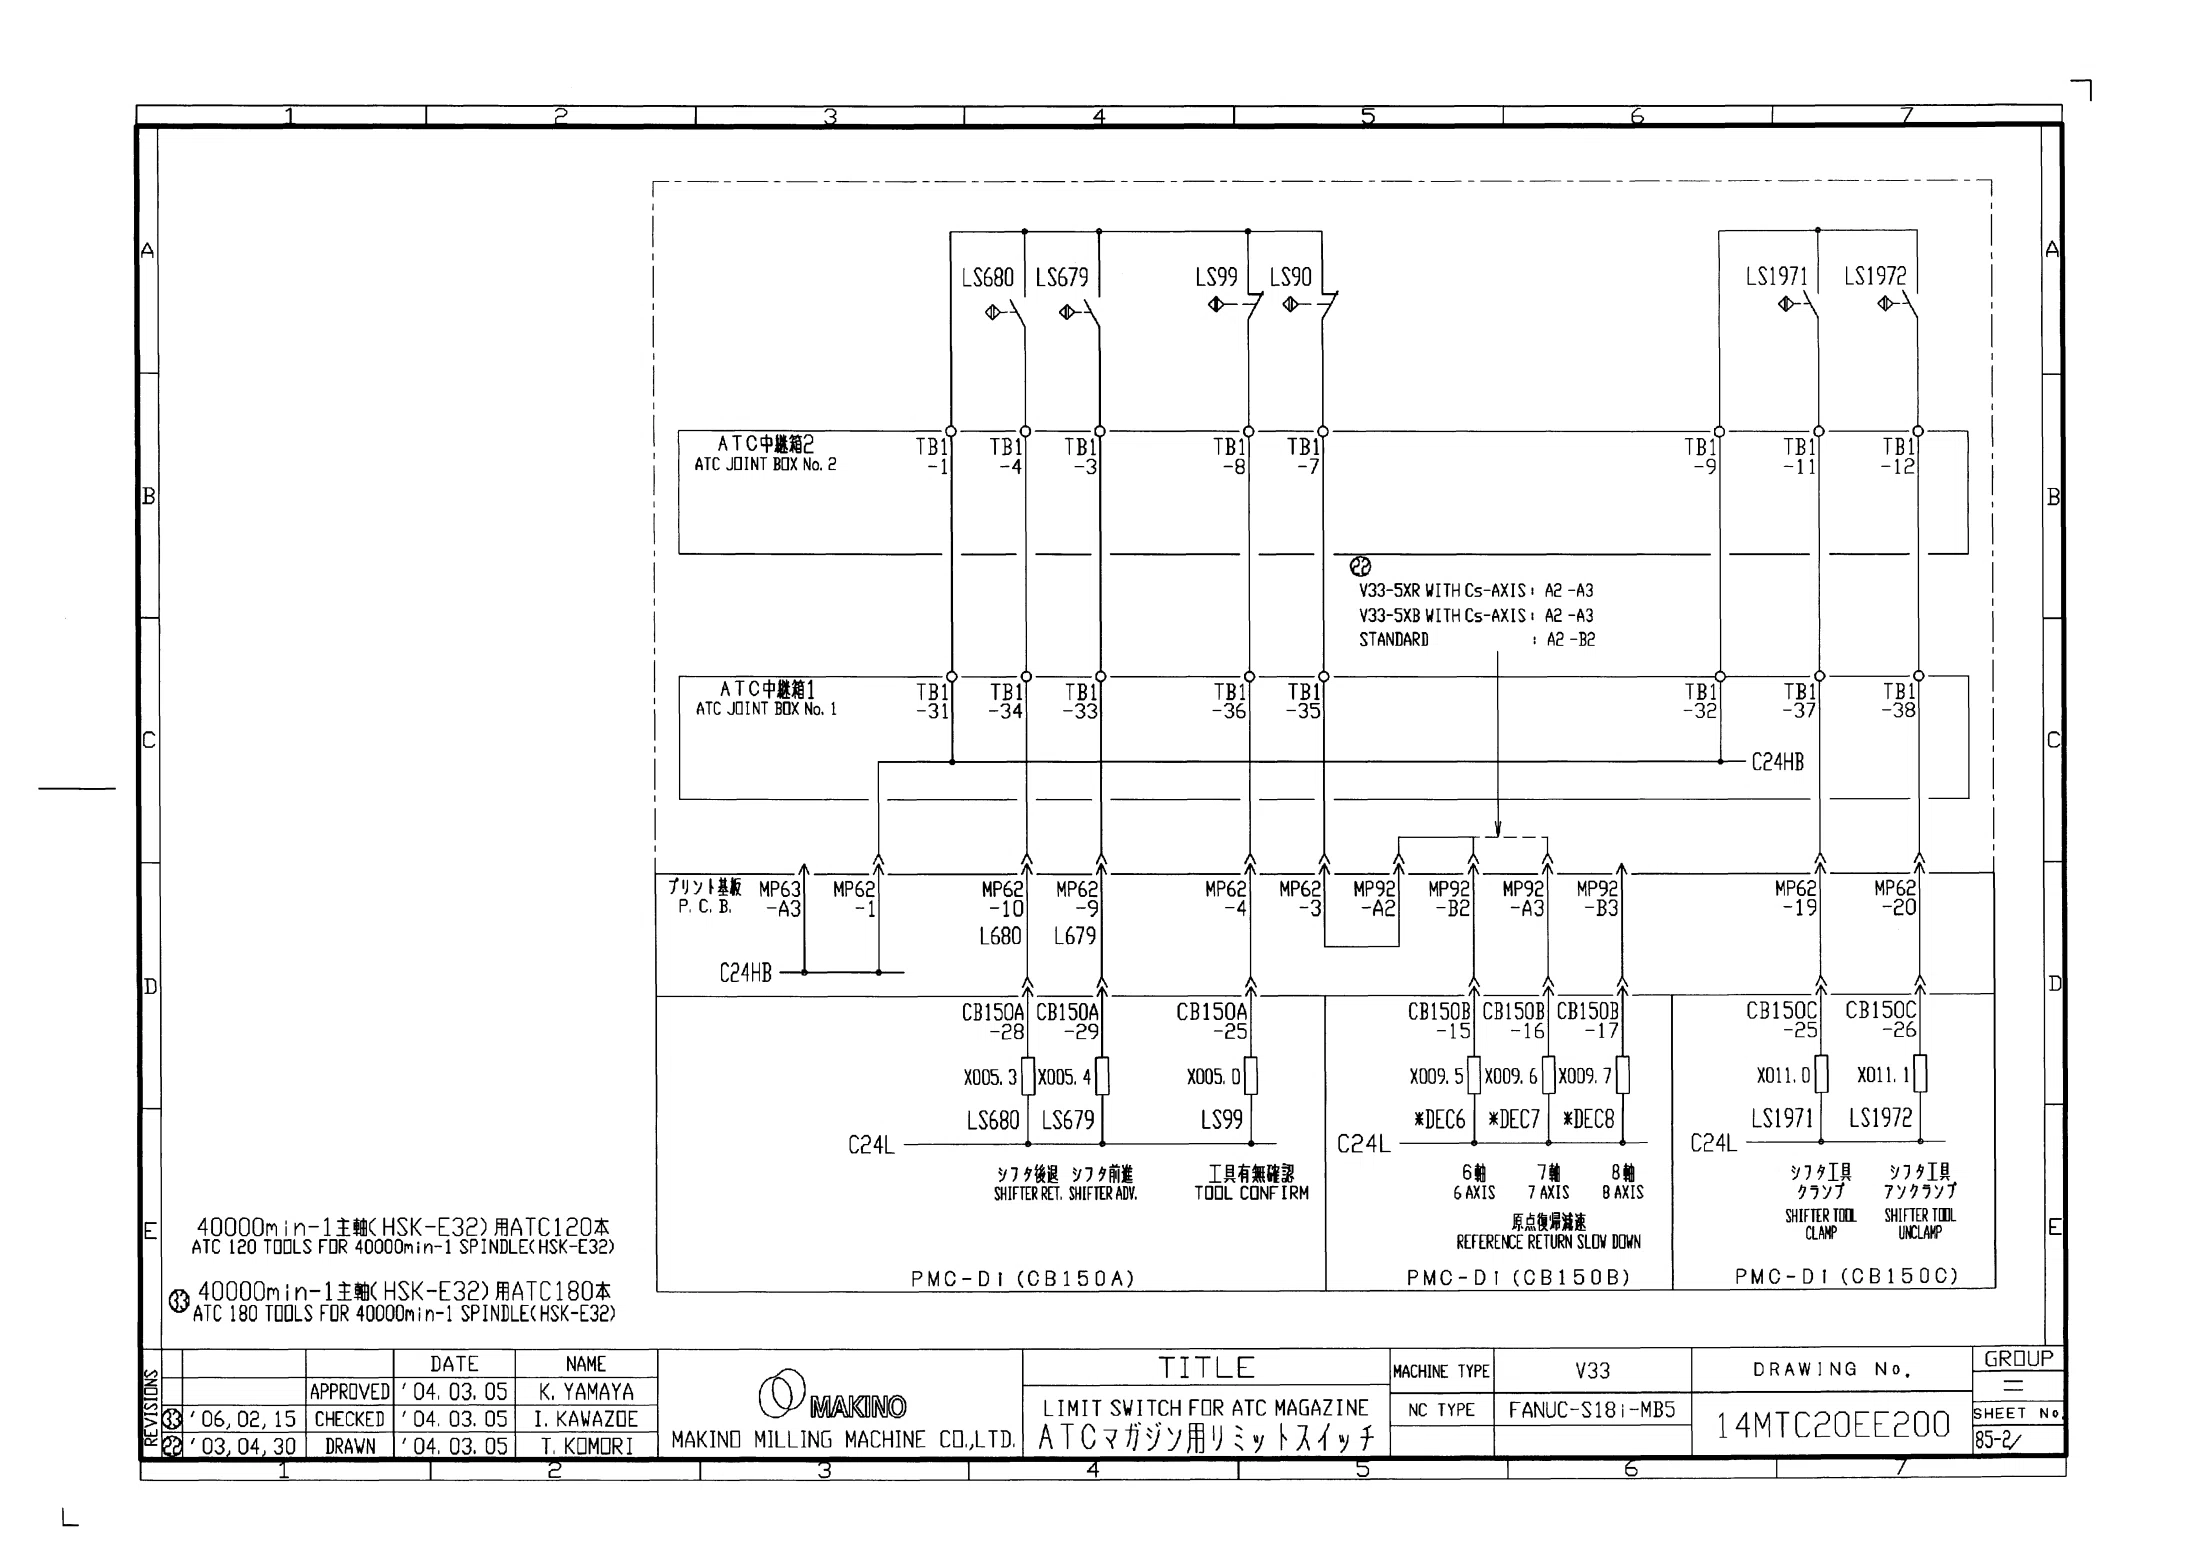 1 2 3 4 5 6 7
A
B
C
D
E
A
B
C
D
E
LS680 LS679 LS99 LS90 LS1971 LS1972
ATC中継箱2
ATC JOINT BOX No. 2
TB1 TB1 TB1 TB1 TB1 TB1 TB1 TB1
-1 -4 -3 -8 -7 -9 -11 -12
22
V33-5XR WITH Cs-AXIS: A2-A3
V33-5XB WITH Cs-AXIS: A2-A3
STANDARD : A2-B2
ATC中継箱1
ATC JOINT BOX No. 1
TB1 TB1 TB1 TB1 TB1 TB1 TB1 TB1
-31 -34 -33 -36 -35 -32 -37 -38
C24HB
プリント基板 MP63 MP62 MP62 MP62 MP62 MP62 MP92 MP92 MP92 MP92 MP62 MP62
P. C. B. -A3 -1 -10 -9 -4 -3 -A2 -B2 -A3 -B3 -19 -20
L680 L679
C24HB
CB150A CB150A CB150A CB150B CB150B CB150B CB150C CB150C
-28 -29 -25 -15 -16 -17 -25 -26
X005.3 X005.4 X005.0 X009.5 X009.6 X009.7 X011.0 X011.1
LS680 LS679 LS99 *DEC6 *DEC7 *DEC8 LS1971 LS1972
C24L C24L C24L
シフタ後退 シフタ前進 工具有無確認 6軸 7軸 8軸 シフタ工具 シフタ工具
SHIFTER RET. SHIFTER ADV. TOOL CONFIRM 6 AXIS 7 AXIS 8 AXIS クランプ アンクランプ
原点復帰減速 SHIFTER TOOL SHIFTER TOOL
REFERENCE RETURN SLOW DOWN CLAMP UNCLAMP
PMC-DI (CB150A) PMC-DI (CB150B) PMC-DI (CB150C)
40000min-1主軸(HSK-E32)用ATC120本
ATC 120 TOOLS FOR 40000min-1 SPINDLE(HSK-E32)
33 40000min-1主軸(HSK-E32)用ATC180本
ATC 180 TOOLS FOR 40000min-1 SPINDLE(HSK-E32)
REVISIONS
DATE NAME
APPROVED '04.03.05 K. YAMAYA
33 '06,02,15 CHECKED '04.03.05 I. KAWAZOE
22 '03,04,30 DRAWN '04.03.05 T. KOMORI
MAKINO
MAKINO MILLING MACHINE CO.,LTD.
TITLE
LIMIT SWITCH FOR ATC MAGAZINE
ATCマガジン用リミットスイッチ
MACHINE TYPE V33
NC TYPE FANUC-S18i-MB5
DRAWING No.
14MTC20EE200
GROUP
=
SHEET No.
85-2/
1 2 3 4 5 6 7